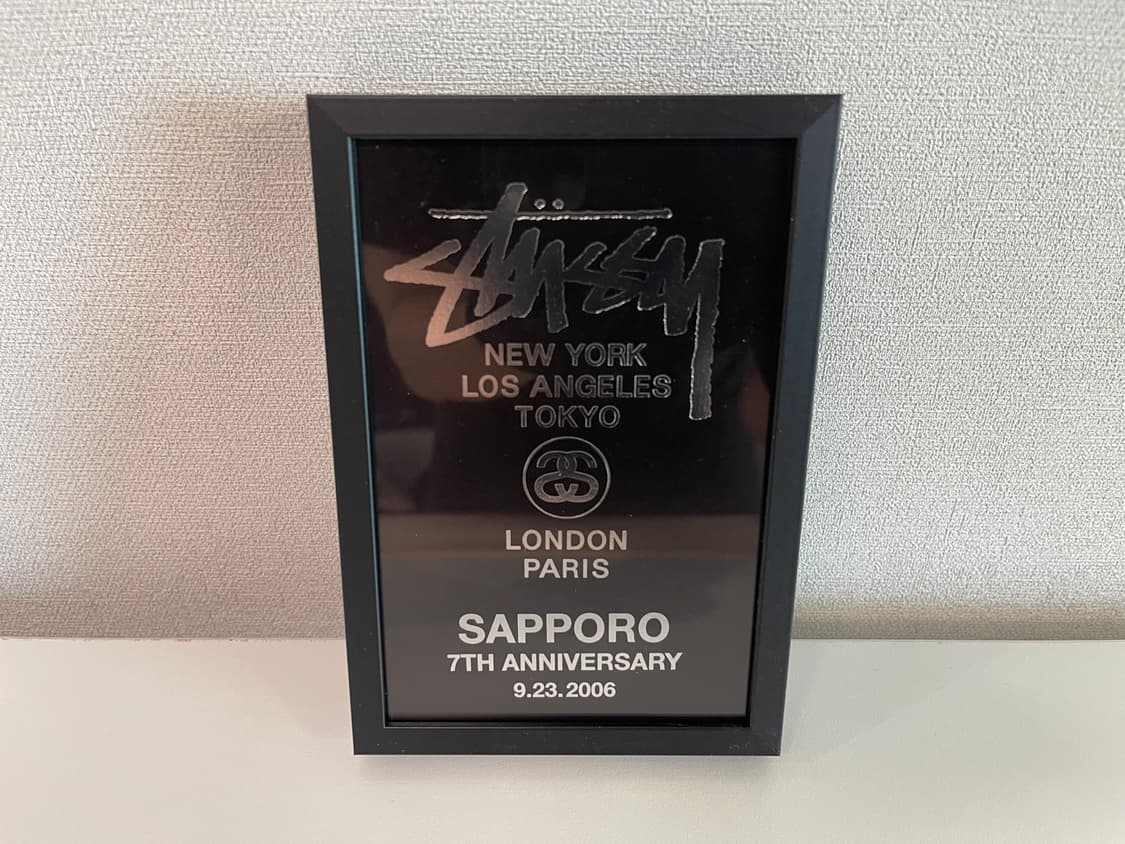 Stüssy
NEW YORK
LOS ANGELES
TOKYO
LONDON
PARIS
SAPPORO
7TH ANNIVERSARY
9.23.2006